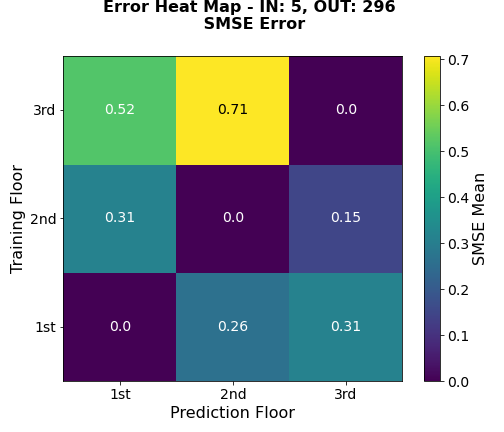 Error Heat Map - IN: 5, OUT: 296
SMSE Error
3rd
0.52
0.71
0.0
2nd
0.31
0.0
0.15
1st
0.0
0.26
0.31
1st
2nd
3rd
Prediction Floor
Training Floor
0.7
0.6
0.5
0.4
0.3
0.2
0.1
0.0
SMSE Mean